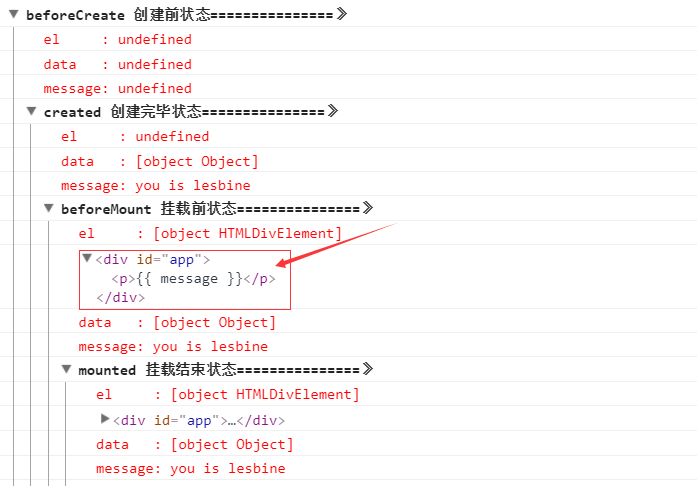 beforeCreate 创建前状态===============》
el     : undefined
data   : undefined
message: undefined
created 创建完毕状态===============》
el     : undefined
data   : [object Object]
message: you is lesbine
beforeMount 挂载前状态===============》
el     : [object HTMLDivElement]
<div id="app">
<p>{{ message }}</p>
</div>
data   : [object Object]
message: you is lesbine
mounted 挂载结束状态===============》
el     : [object HTMLDivElement]
<div id="app">…</div>
data   : [object Object]
message: you is lesbine